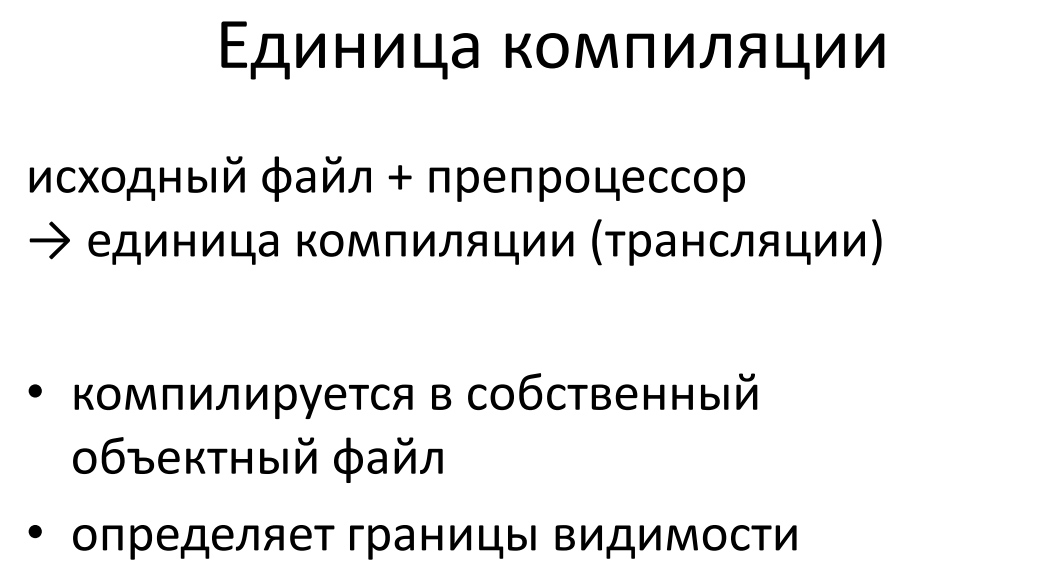 Единица компиляции
исходный файл + препроцессор
→ единица компиляции (трансляции)
• компилируется в собственный
объектный файл
• определяет границы видимости